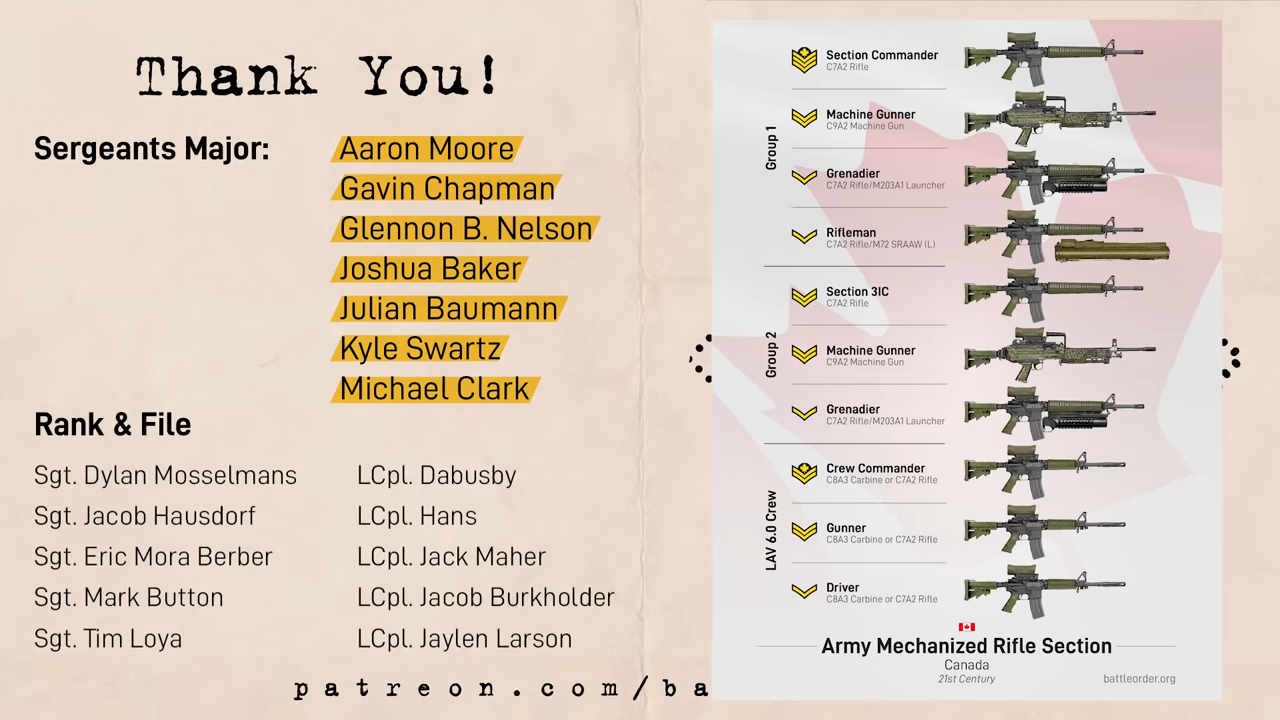 Thank You!
Sergeants Major:
Aaron Moore
Gavin Chapman
Glennon B. Nelson
Joshua Baker
Julian Baumann
Kyle Swartz
Michael Clark
Rank & File
Sgt. Dylan Mosselmans
Sgt. Jacob Hausdorf
Sgt. Eric Mora Berber
Sgt. Mark Button
Sgt. Tim Loya
LCpl. Dabusby
LCpl. Hans
LCpl. Jack Maher
LCpl. Jacob Burkholder
LCpl. Jaylen Larson
patreon.com/ba
Group 1
Section Commander
C7A2 Rifle
Machine Gunner
C9A2 Machine Gun
Grenadier
C7A2 Rifle/M203A1 Launcher
Rifleman
C7A2 Rifle/M72 SRAAW (L)
Group 2
Section 3IC
C7A2 Rifle
Machine Gunner
C9A2 Machine Gun
Grenadier
C7A2 Rifle/M203A1 Launcher
LAV 6.0 Crew
Crew Commander
C8A3 Carbine or C7A2 Rifle
Gunner
C8A3 Carbine or C7A2 Rifle
Driver
C8A3 Carbine or C7A2 Rifle
Army Mechanized Rifle Section
Canada
21st Century
battleorder.org